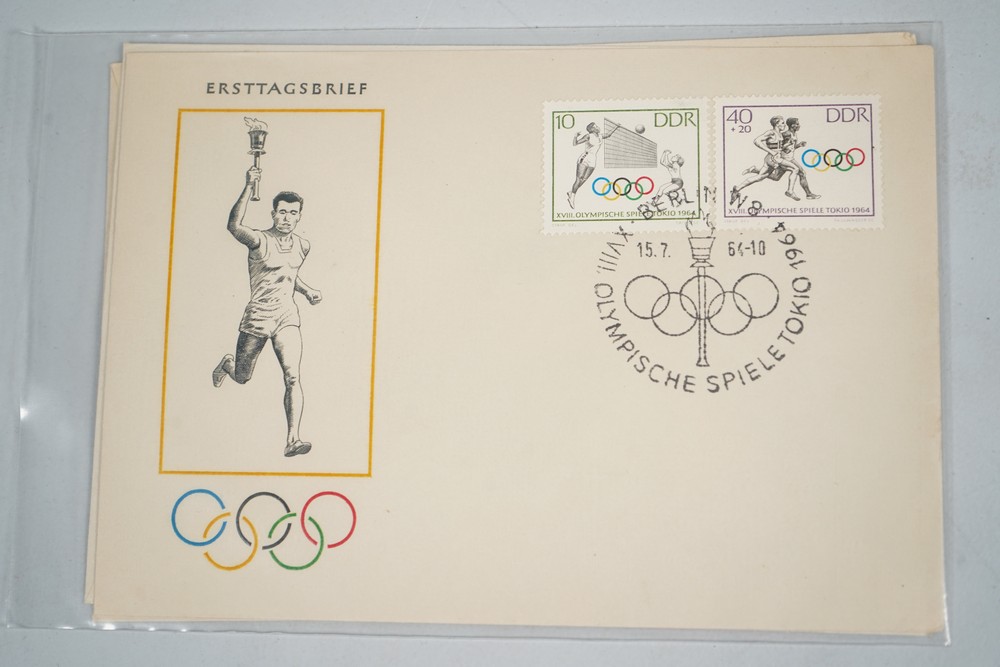 ERSTTAGSBRIEF
10 DDR
XVIII. OLYMPISCHE SPIELE TOKIO 1964
40 DDR
+20
XVIII. OLYMPISCHE SPIELE TOKIO 1964
BERLIN W 8
15.7. 64-10
XVIII. OLYMPISCHE SPIELE TOKIO 1964